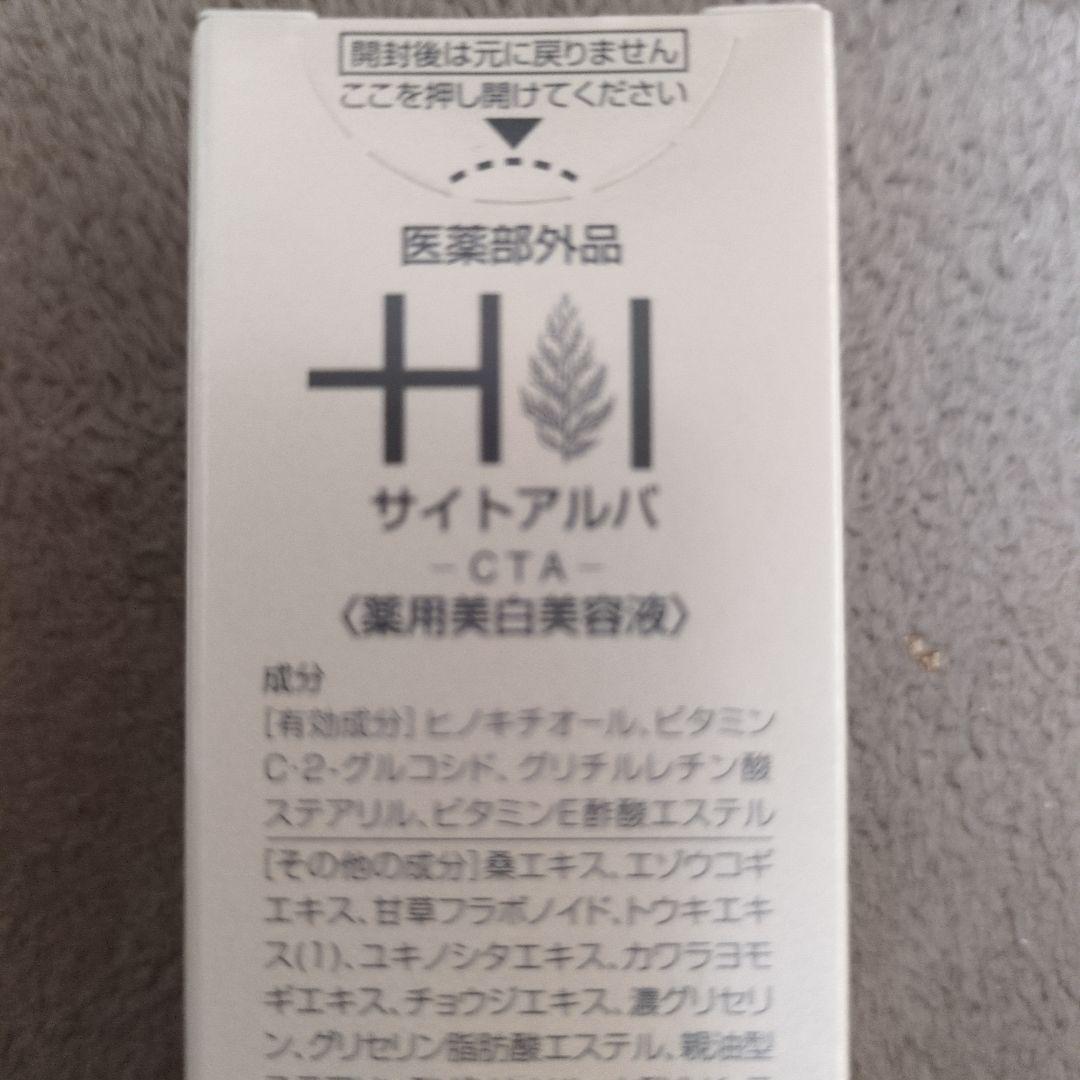 開封後は元に戻りません
ここを押し開けてください
医薬部外品
サイトアルバ
－CTA－
〈薬用美白美容液〉
成分
[有効成分]ヒノキチオール、ビタミン
C・2-グルコシド、グリチルレチン酸
ステアリル、ビタミンE酢酸エステル
[その他の成分]桑エキス、エゾウコギ
エキス、甘草フラボノイド、トウキエキ
ス(1)、ユキノシタエキス、カワラヨモ
ギエキス、チョウジエキス、濃グリセリ
ン、グリセリン脂肪酸エステル、親油型